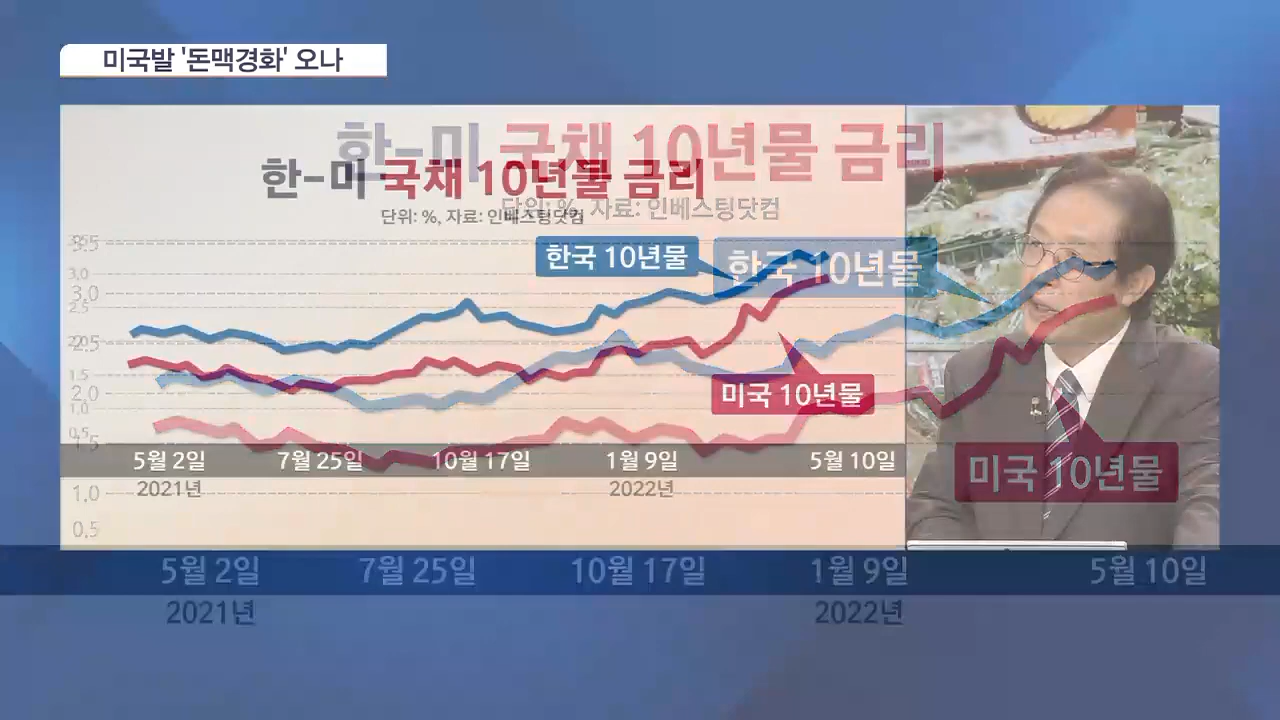 미국발 '돈맥경화' 오나
한-미 국채 10년물 금리
한-미 국채 10년물 금리
단위: %, 자료: 인베스팅닷컴
단위: %, 자료: 인베스팅닷컴
한국 10년물
한국 10년물
3.5
3.0
3,0
2.5
2.5
2.0
2,0
1.5
1.5
1.0
0.5
미국 10년물
미국 10년물
5월 2일 7월 25일 10월 17일 1월 9일 5월 10일
2021년 2022년
1,0
0,5
5월 2일 7월 25일 10월 17일 1월 9일 5월 10일
2021년 2022년